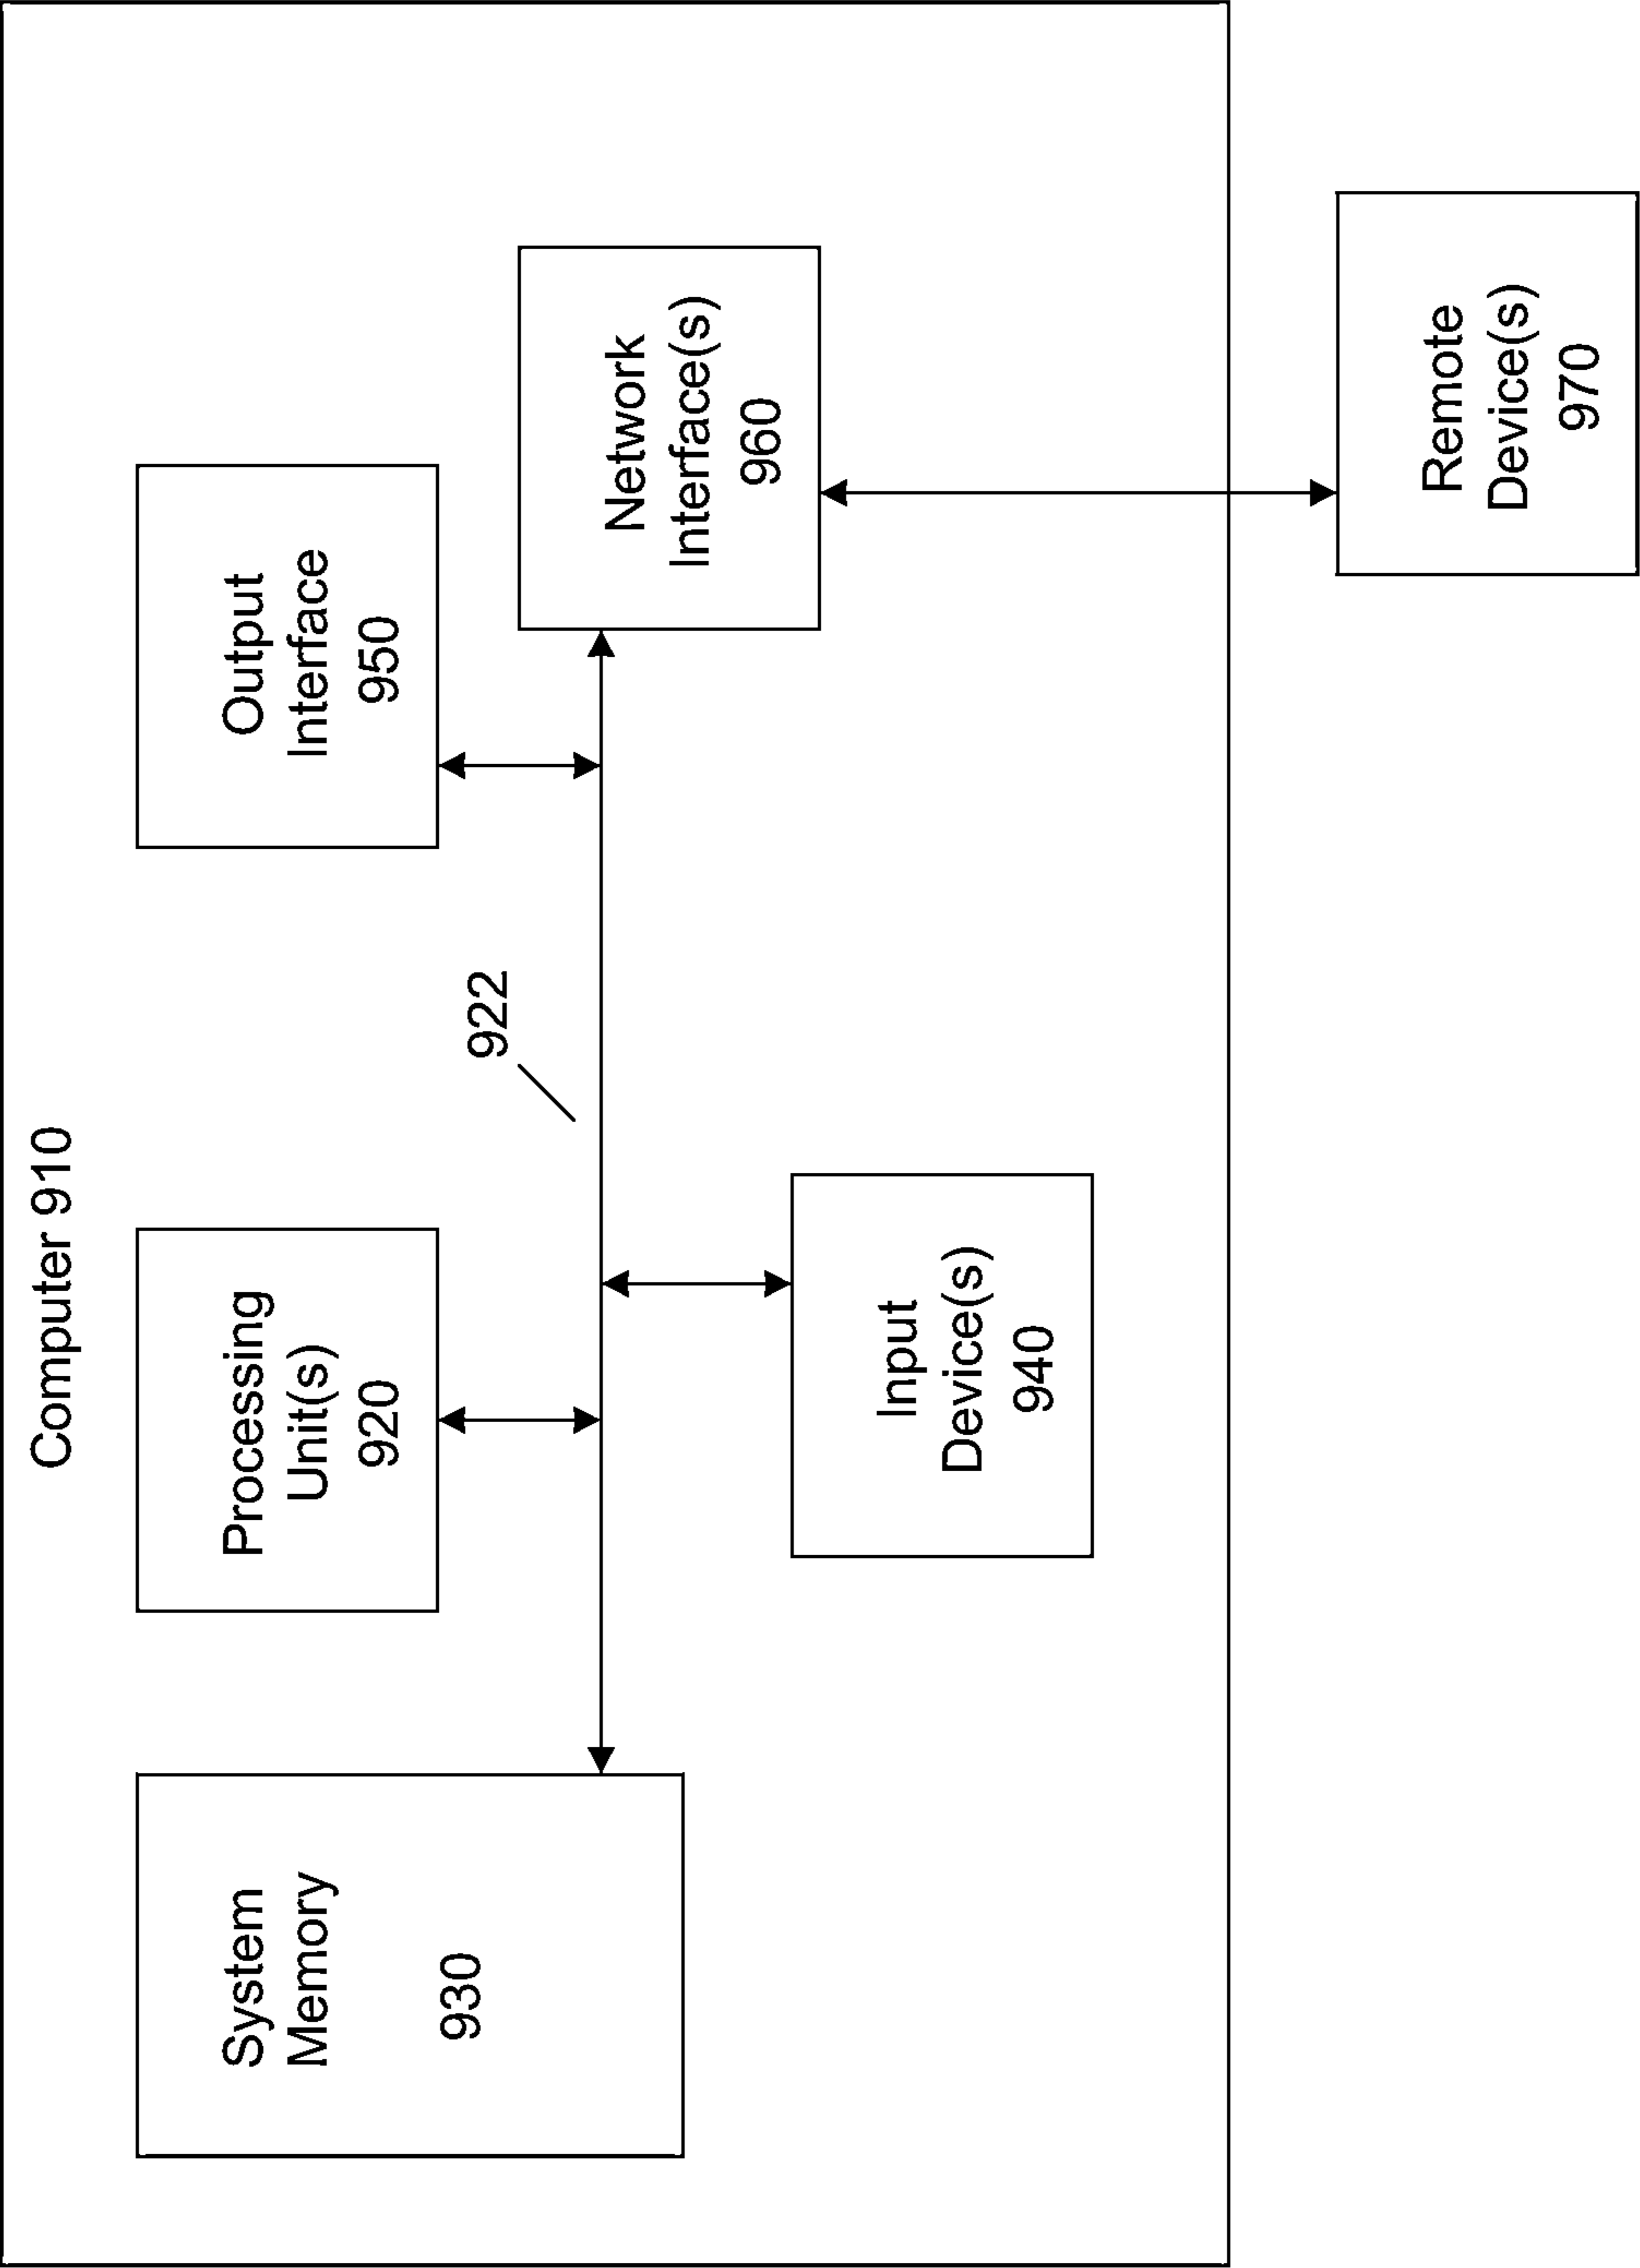 Computer 910
System
Memory
930
Processing
Unit(s)
920
Output
Interface
950
922
Network
Interface(s)
960
Input
Device(s)
940
Remote
Device(s)
970